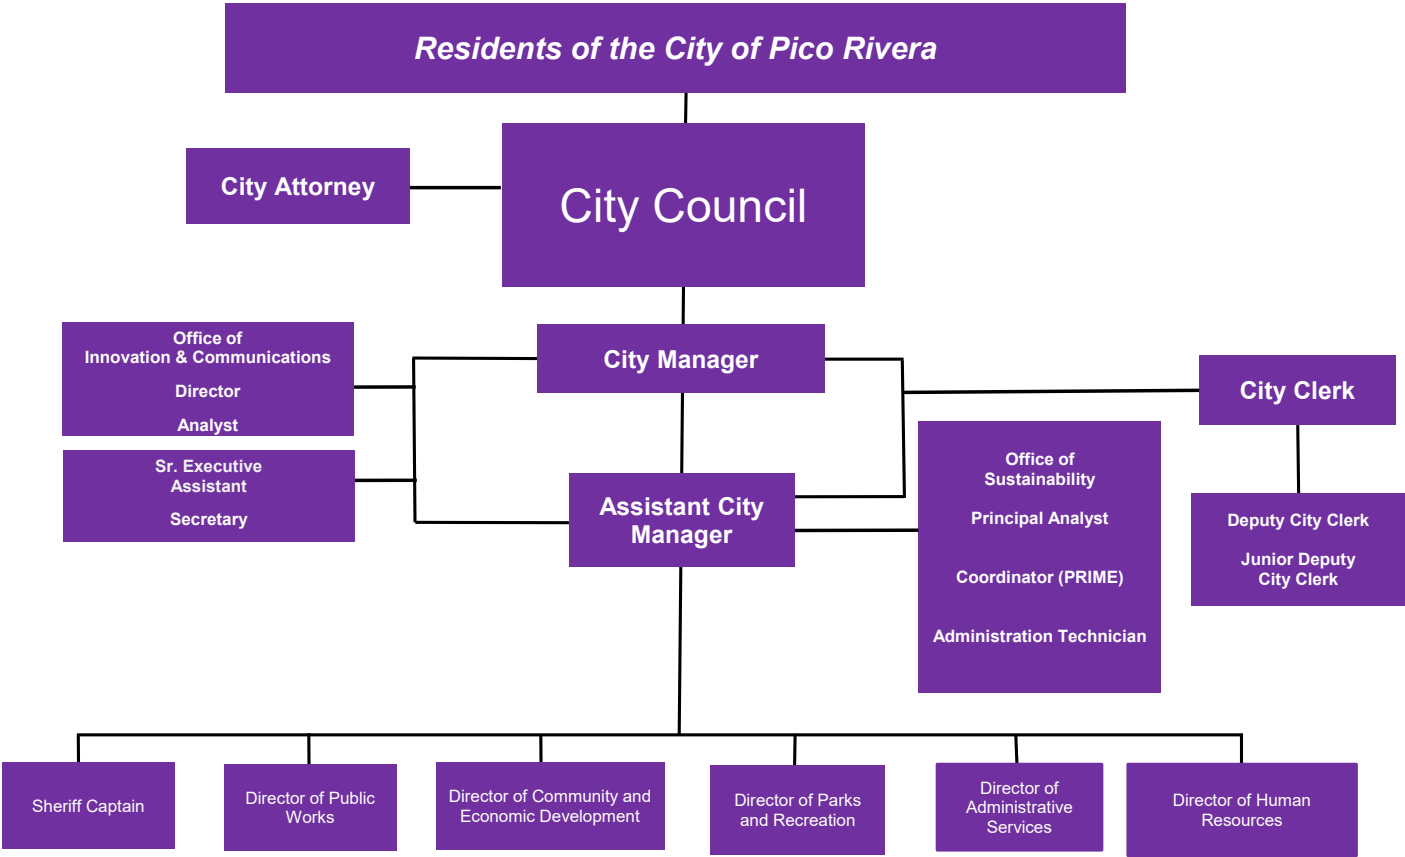 Residents of the City of Pico Rivera
City Attorney
City Council
Office of
Innovation & Communications
Director
Analyst
City Manager
City Clerk
Sr. Executive
Assistant
Secretary
Assistant City
Manager
Office of
Sustainability
Principal Analyst
Coordinator (PRIME)
Administration Technician
Deputy City Clerk
Junior Deputy
City Clerk
Sheriff Captain
Director of Public
Works
Director of Community and
Economic Development
Director of Parks
and Recreation
Director of
Administrative
Services
Director of Human
Resources